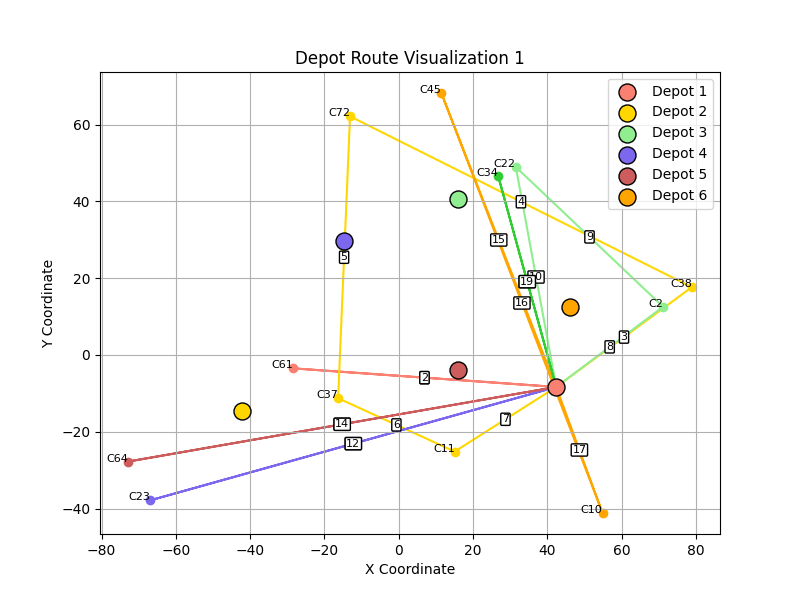 Depot Route Visualization 1
Depot 1
Depot 2
Depot 3
Depot 4
Depot 5
Depot 6
C45
C72
C22
C34
4
9
15
5
19
16
C38
C2
3
8
C61
2
C37
7
6
14
12
C11
17
C64
C23
C10
60
40
20
0
−20
−40
−80
−60
−40
−20
0
20
40
60
80
X Coordinate
Y Coordinate